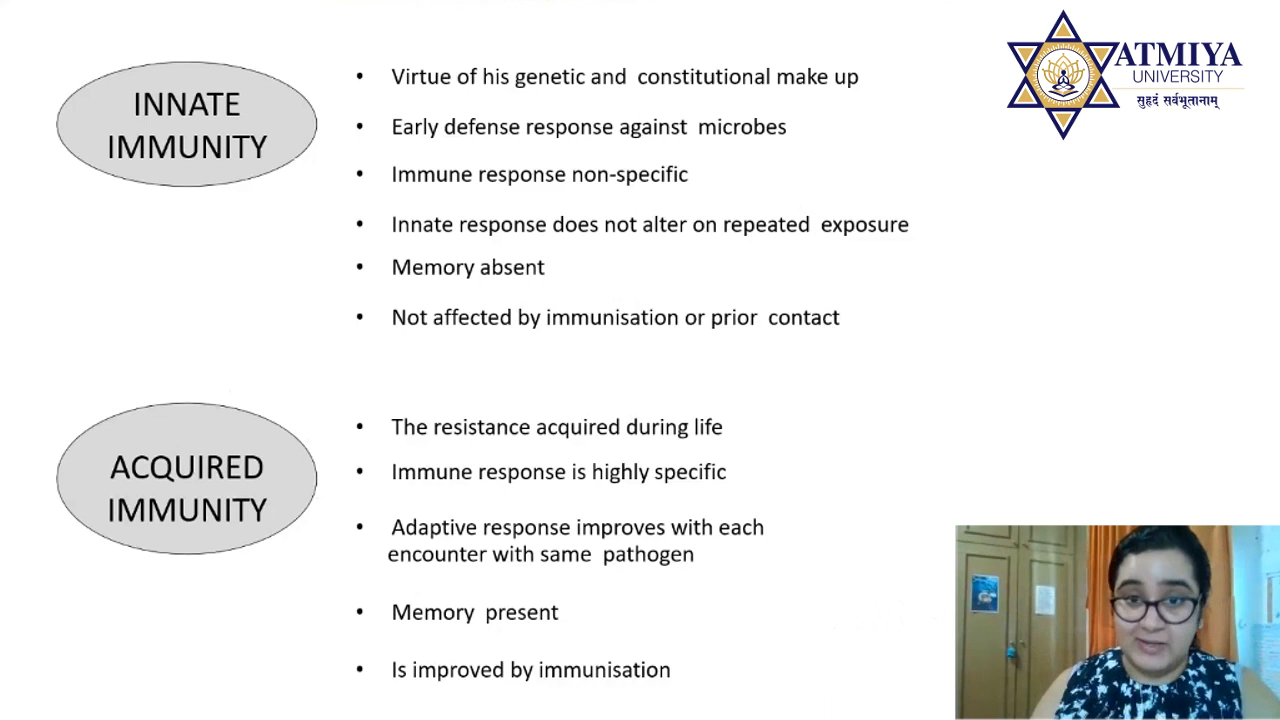 ATMIYA
UNIVERSITY
सुहृदं सर्वभूतानाम्
INNATE
IMMUNITY
• Virtue of his genetic and constitutional make up
• Early defense response against microbes
• Immune response non-specific
• Innate response does not alter on repeated exposure
• Memory absent
• Not affected by immunisation or prior contact
ACQUIRED
IMMUNITY
• The resistance acquired during life
• Immune response is highly specific
• Adaptive response improves with each
encounter with same pathogen
• Memory present
• Is improved by immunisation